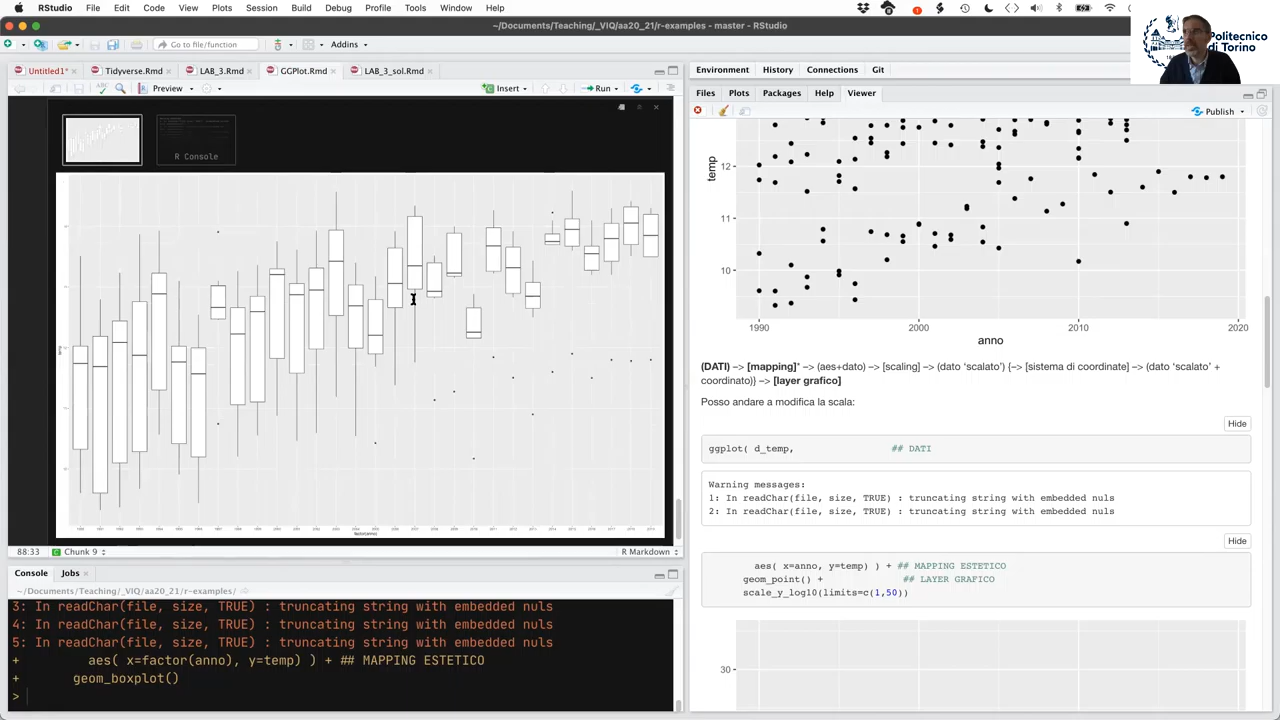 RStudio File Edit Code View Plots Session Build Debug Profile Tools Window Help
~/Documents/Teaching/_VIQ/aa20_21/r-examples - master - RStudio
Go to file/function
Addins
Politecnico
di Torino
Untitled1*
Tidyverse.Rmd
LAB_3.Rmd
GGPlot.Rmd
LAB_3_sol.Rmd
Preview
Insert
Run
R Console
88:33
Chunk 9
R Markdown
Console
Jobs
~/Documents/Teaching/_VIQ/aa20_21/r-examples/
3: In readChar(file, size, TRUE) : truncating string with embedded nuls
4: In readChar(file, size, TRUE) : truncating string with embedded nuls
5: In readChar(file, size, TRUE) : truncating string with embedded nuls
+ aes( x=factor(anno), y=temp) ) + ## MAPPING ESTETICO
+ geom_boxplot()
>
Environment
History
Connections
Git
Files
Plots
Packages
Help
Viewer
Publish
temp
12
11
10
1990
2000
2010
2020
anno
(DATI) –> [mapping]* –> (aes+dato) –> [scaling] –> (dato ‘scalato’) {–> [sistema di coordinate] –> (dato ‘scalato’ +
coordinato)} –> [layer grafico]
Posso andare a modifica la scala:
Hide
ggplot( d_temp, ## DATI
Warning messages:
1: In readChar(file, size, TRUE) : truncating string with embedded nuls
2: In readChar(file, size, TRUE) : truncating string with embedded nuls
Hide
aes( x=anno, y=temp) ) + ## MAPPING ESTETICO
geom_point() + ## LAYER GRAFICO
scale_y_log10(limits=c(1,50))
30